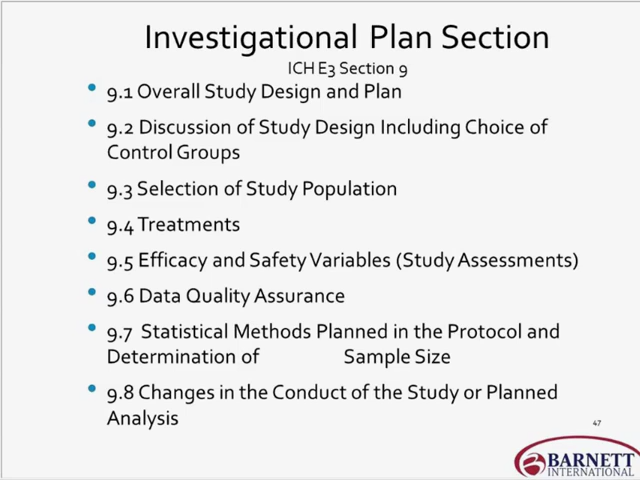 Investigational Plan Section
ICH E3 Section 9
• 9.1 Overall Study Design and Plan
• 9.2 Discussion of Study Design Including Choice of
Control Groups
• 9.3 Selection of Study Population
• 9.4 Treatments
• 9.5 Efficacy and Safety Variables (Study Assessments)
• 9.6 Data Quality Assurance
• 9.7 Statistical Methods Planned in the Protocol and
Determination of Sample Size
• 9.8 Changes in the Conduct of the Study or Planned
Analysis
47
BARNETT
INTERNATIONAL